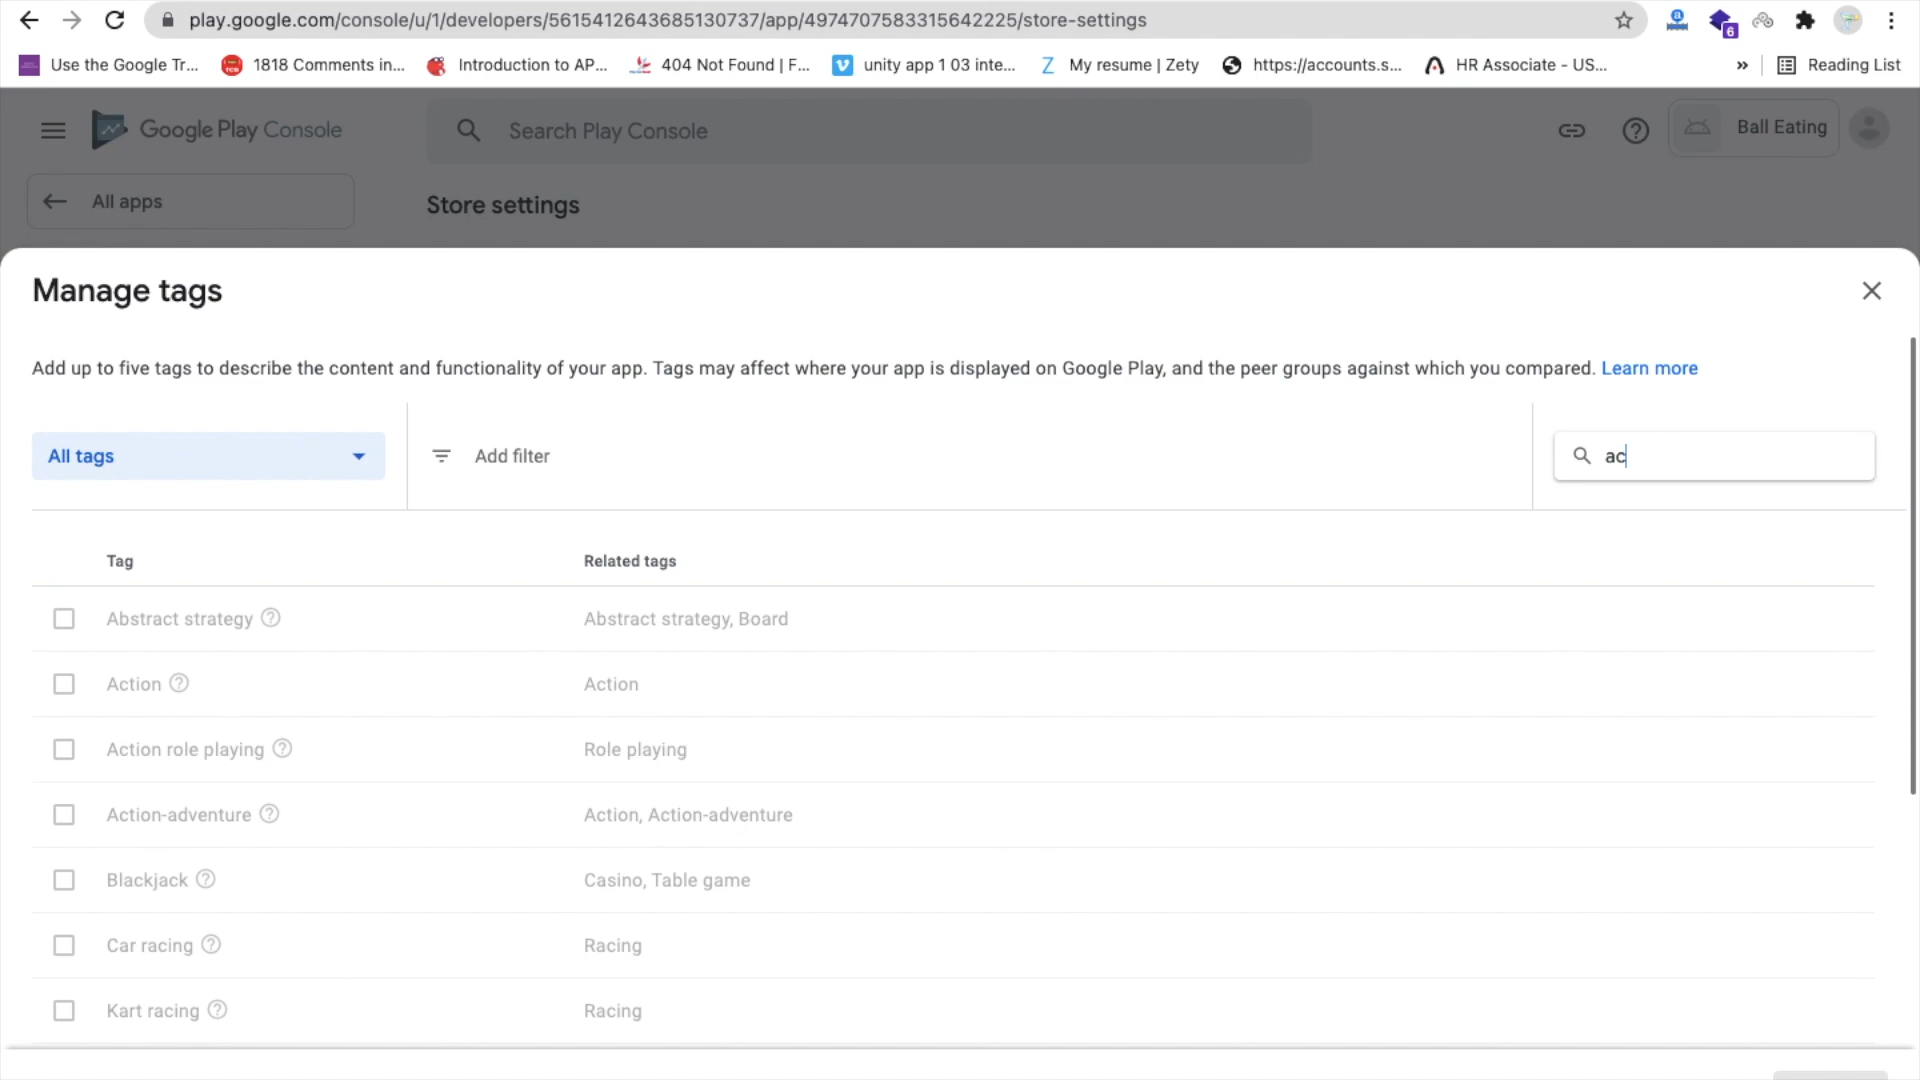 play.google.com/console/u/1/developers/5615412643685130737/app/4974707583315642225/store-settings
6
Use the Google Tr... 1818 Comments in... Introduction to AP... 404 Not Found | F... unity app 1 03 inte... My resume | Zety https://accounts.s... HR Associate - US... » Reading List
Google Play Console Search Play Console Ball Eating
All apps Store settings
Manage tags
Add up to five tags to describe the content and functionality of your app. Tags may affect where your app is displayed on Google Play, and the peer groups against which you compared. Learn more
All tags Add filter ac
Tag Related tags
Abstract strategy Abstract strategy, Board
Action Action
Action role playing Role playing
Action-adventure Action, Action-adventure
Blackjack Casino, Table game
Car racing Racing
Kart racing Racing